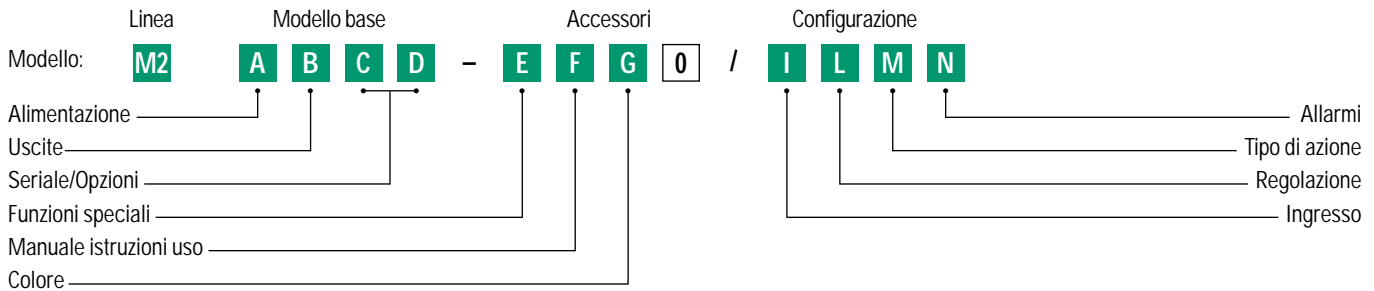 Linea Modello base Accessori Configurazione
Modello: M2 A B C D – E F G 0 / I L M N
Alimentazione Allarmi
Uscite Tipo di azione
Seriale/Opzioni Regolazione
Funzioni speciali Ingresso
Manuale istruzioni uso
Colore